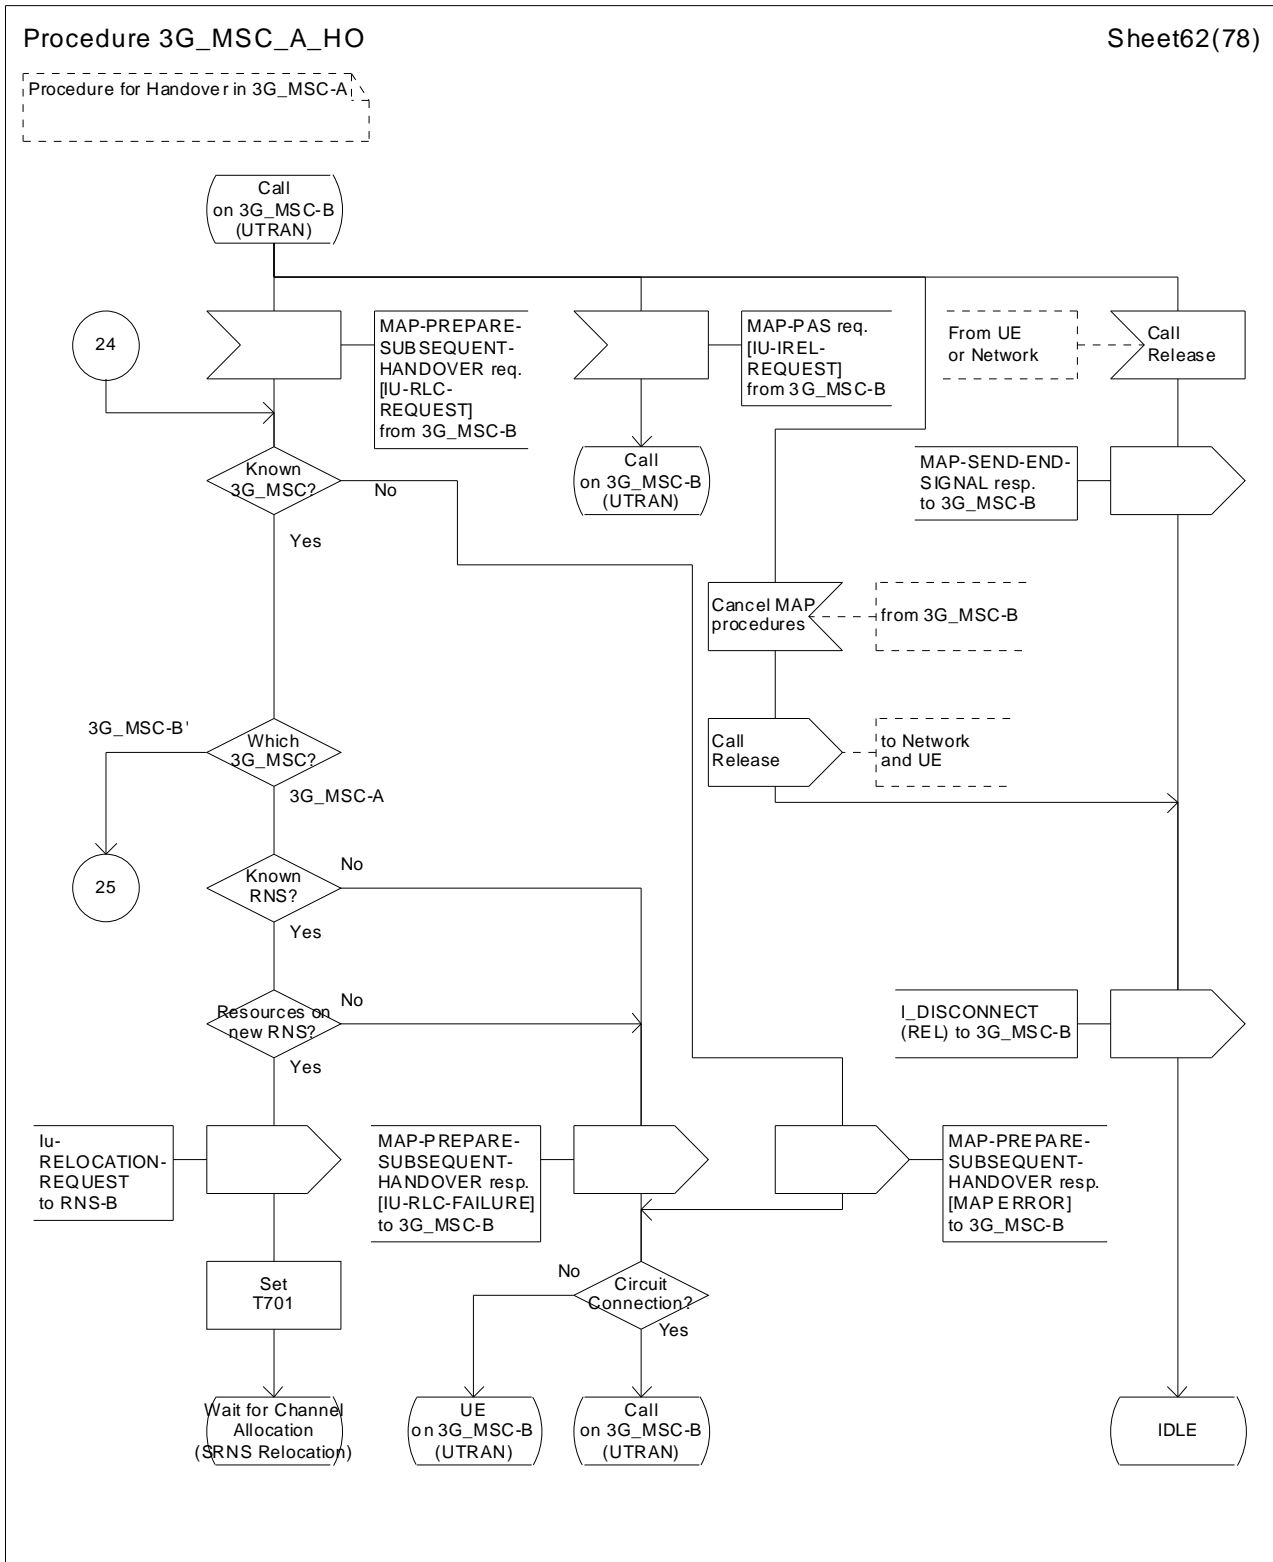 Procedure 3G_MSC_A_HO
Sheet62(78)
Procedure for Handover in 3G_MSC-A
Call
on 3G_MSC-B
(UTRAN)
24
MAP-PREPARE-
SUBSEQUENT-
HANDOVER req.
[IU-RLC-
REQUEST]
from 3G_MSC-B
MAP-PAS req.
[IU-IREL-
REQUEST]
from 3G_MSC-B
From UE
or Network
Call
Release
Known
3G_MSC?
No
Yes
Call
on 3G_MSC-B
(UTRAN)
MAP-SEND-END-
SIGNAL resp.
to 3G_MSC-B
Cancel MAP
procedures
from 3G_MSC-B
3G_MSC-B'
Which
3G_MSC?
3G_MSC-A
Call
Release
to Network
and UE
25
Known
RNS?
No
Yes
Resources on
new RNS?
No
Yes
I_DISCONNECT
(REL) to 3G_MSC-B
Iu-
RELOCATION-
REQUEST
to RNS-B
MAP-PREPARE-
SUBSEQUENT-
HANDOVER resp.
[IU-RLC-FAILURE]
to 3G_MSC-B
MAP-PREPARE-
SUBSEQUENT-
HANDOVER resp.
[MAP ERROR]
to 3G_MSC-B
Set
T701
No
Circuit
Connection?
Yes
Wait for Channel
Allocation
(SRNS Relocation)
UE
on 3G_MSC-B
(UTRAN)
Call
on 3G_MSC-B
(UTRAN)
IDLE